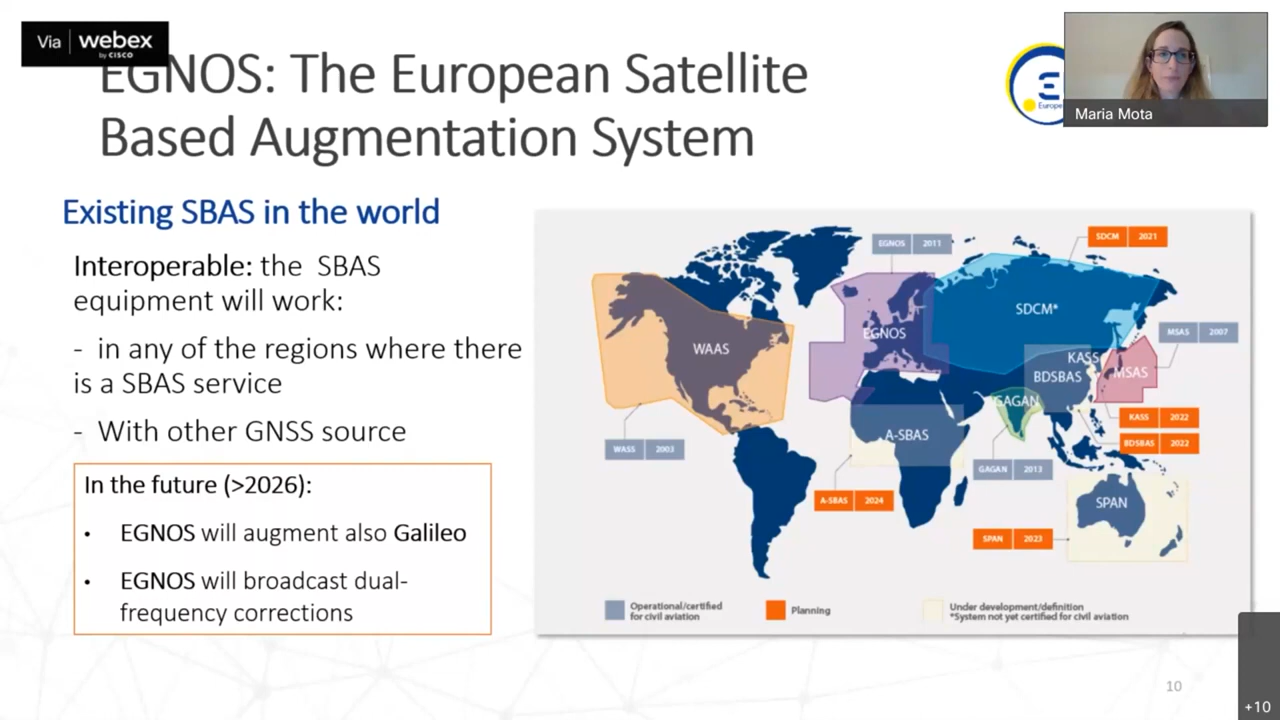 Via webex
by CISCO
EGNOS: The European Satellite
Based Augmentation System
Europe
Maria Mota
Existing SBAS in the world
Interoperable: the SBAS
equipment will work:
- in any of the regions where there
is a SBAS service
- With other GNSS source
In the future (>2026):
• EGNOS will augment also Galileo
• EGNOS will broadcast dual-
frequency corrections
EGNOS 2011
SDCM 2021
SDCM*
MSAS 2007
EGNOS
WAAS
KASS
BDSBAS
MSAS
GAGAN
KASS 2022
A-SBAS
BDSBAS 2022
WASS 2003
GAGAN 2013
A-SBAS 2024
SPAN
SPAN 2023
Operational/certified
for civil aviation
Planning
Under development/definition
*System not yet certified for civil aviation
10
+10